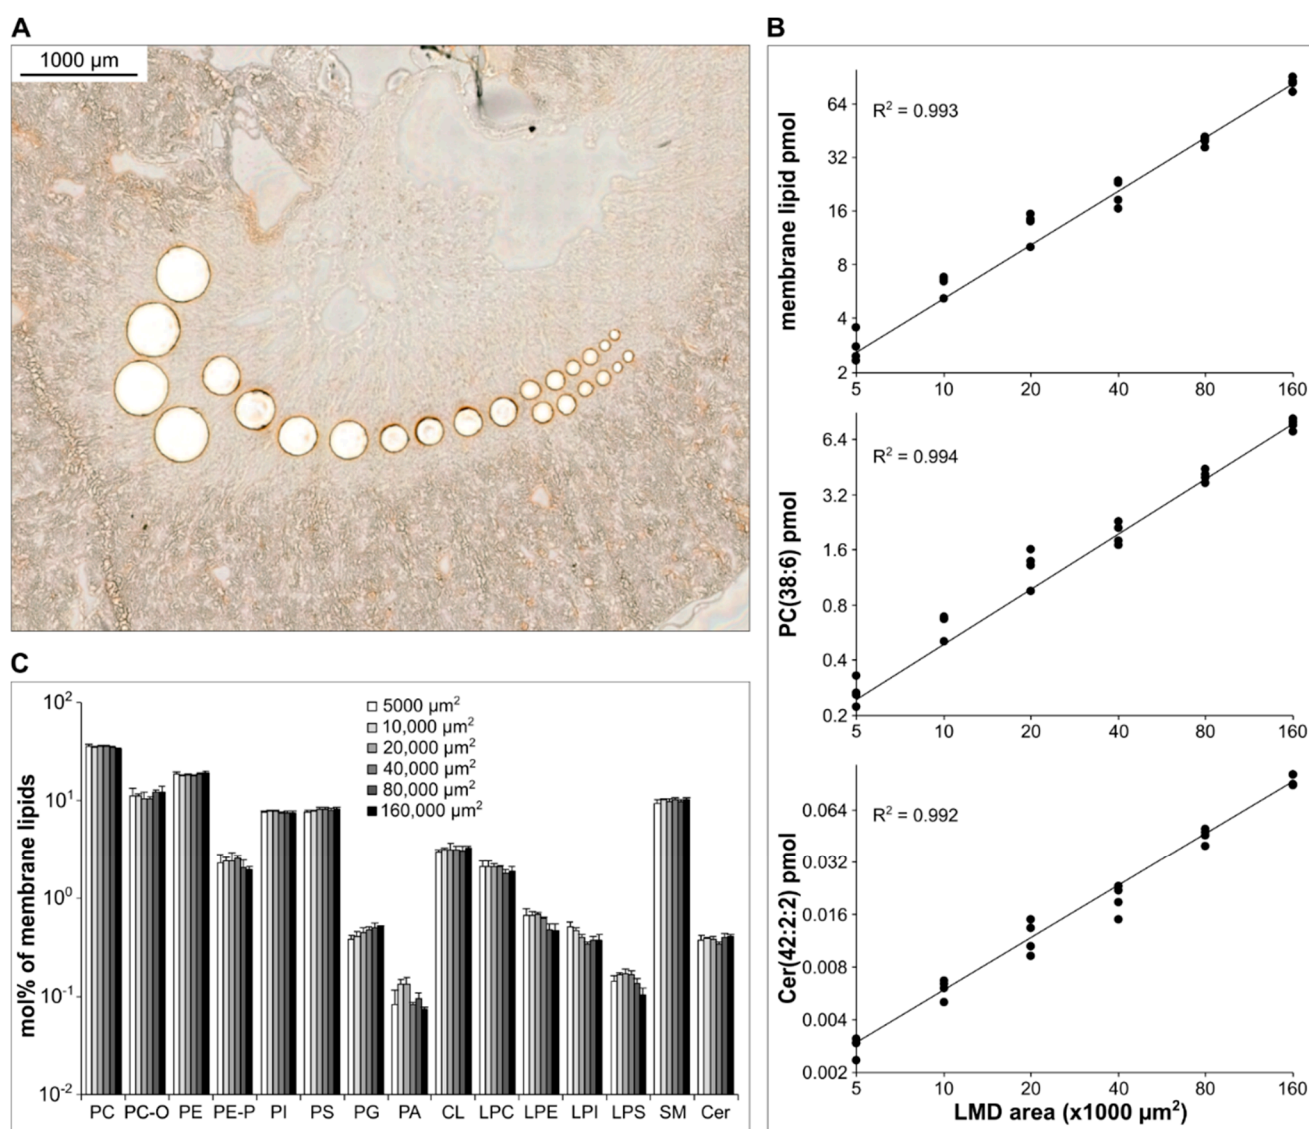 A
1000 µm
B
R² = 0.993
64
32
16
8
4
2
5 10 20 40 80 160
membrane lipid pmol
R² = 0.994
6.4
3.2
1.6
0.8
0.4
0.2
5 10 20 40 80 160
PC(38:6) pmol
R² = 0.992
0.064
0.032
0.016
0.008
0.004
0.002
5 10 20 40 80 160
Cer(42:2:2) pmol
LMD area (x1000 µm²)
C
10²
10¹
10⁰
10⁻¹
10⁻²
mol% of membrane lipids
5000 µm²
10,000 µm²
20,000 µm²
40,000 µm²
80,000 µm²
160,000 µm²
PC PC-O PE PE-P PI PS PG PA CL LPC LPE LPI LPS SM Cer